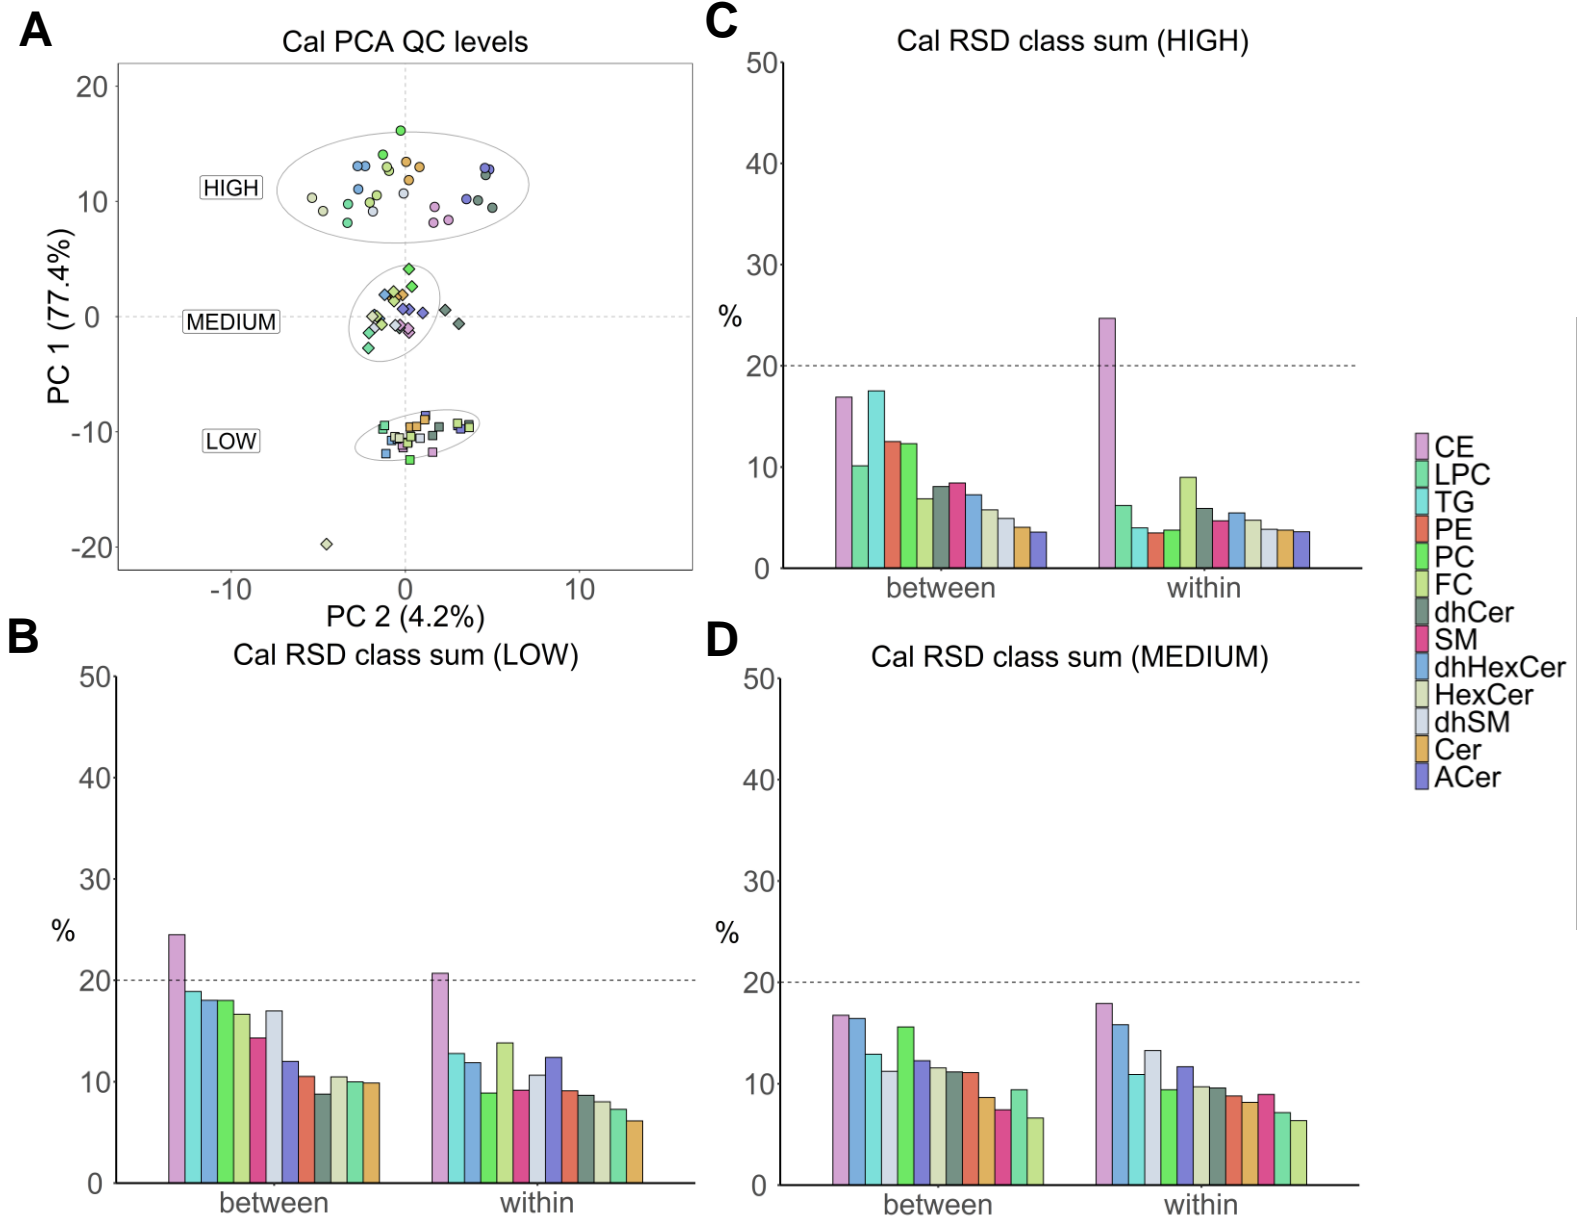 A
Cal PCA QC levels
20
10
0
-10
-20
PC 1 (77.4%)
HIGH
MEDIUM
LOW
-10
0
10
PC 2 (4.2%)
C
Cal RSD class sum (HIGH)
50
40
30
20
10
0
%
between
within
B
Cal RSD class sum (LOW)
50
40
30
20
10
0
%
between
within
D
Cal RSD class sum (MEDIUM)
50
40
30
20
10
0
%
between
within
CE
LPC
TG
PE
PC
FC
dhCer
SM
dhHexCer
HexCer
dhSM
Cer
ACer